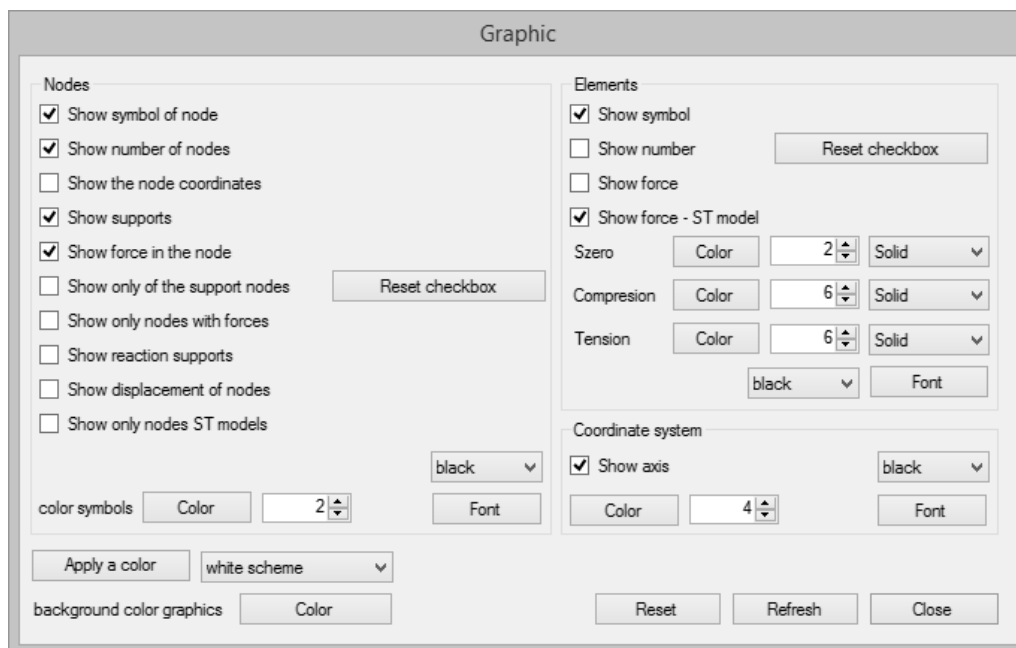 Graphic
Nodes
Show symbol of node
Show number of nodes
Show the node coordinates
Show supports
Show force in the node
Show only of the support nodes
Reset checkbox
Show only nodes with forces
Show reaction supports
Show displacement of nodes
Show only nodes ST models
black
color symbols
Color
2
Font
Elements
Show symbol
Show number
Reset checkbox
Show force
Show force - ST model
Szero
Color
2
Solid
Compresion
Color
6
Solid
Tension
Color
6
Solid
black
Font
Coordinate system
Show axis
black
Color
4
Font
Apply a color
white scheme
background color graphics
Color
Reset
Refresh
Close